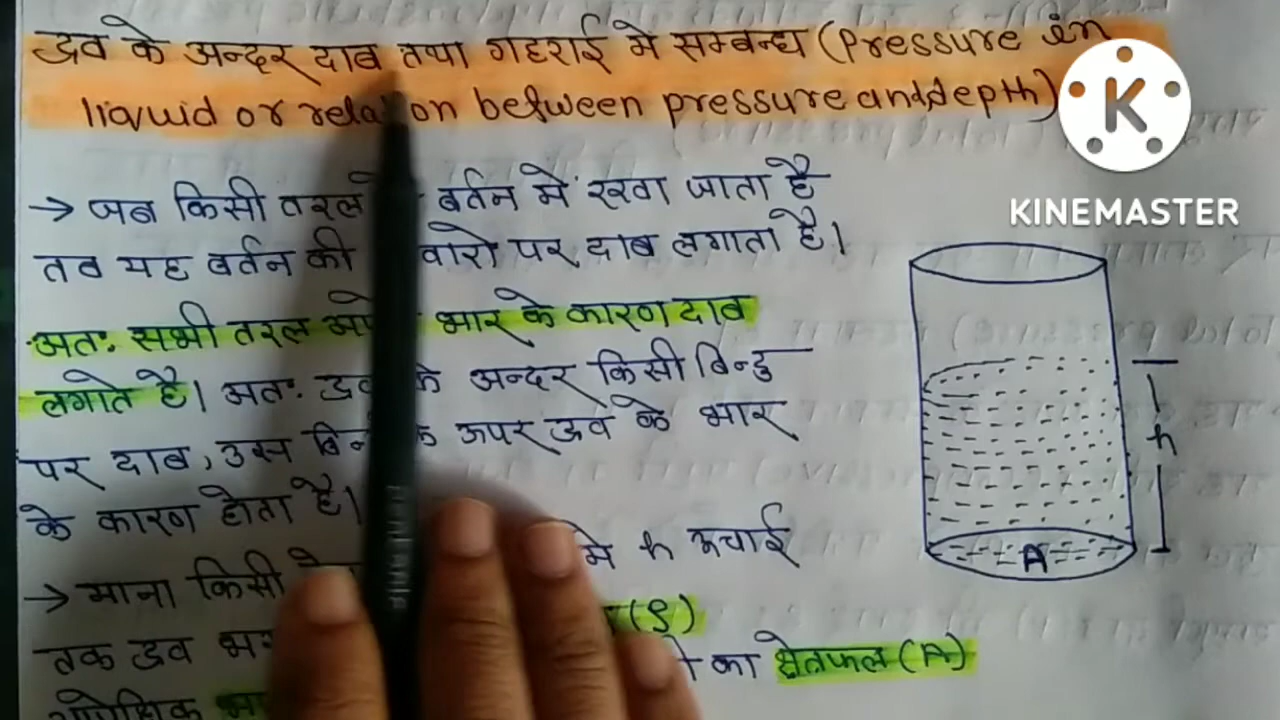 द्रव के अन्दर दाब तथा गहराई मे सम्बन्ध (Pressure in
liquid or relation between pressure and depth)
K
KINEMASTER
→ जब किसी तरल बर्तन में रखा जाता है
तब यह बर्तन की वारो पर दाब लगाता है।
अतः सभी तरल भार के कारण दाब
लगाते है। अतः द्रव के अन्दर किसी बिन्दु
पर दाब, उस के ऊपर द्रव के भार
के कारण होता है।
→ माना किसी मे h ऊचाई
तक द्रव (ρ)
का क्षेत्रफल (A)
h
A